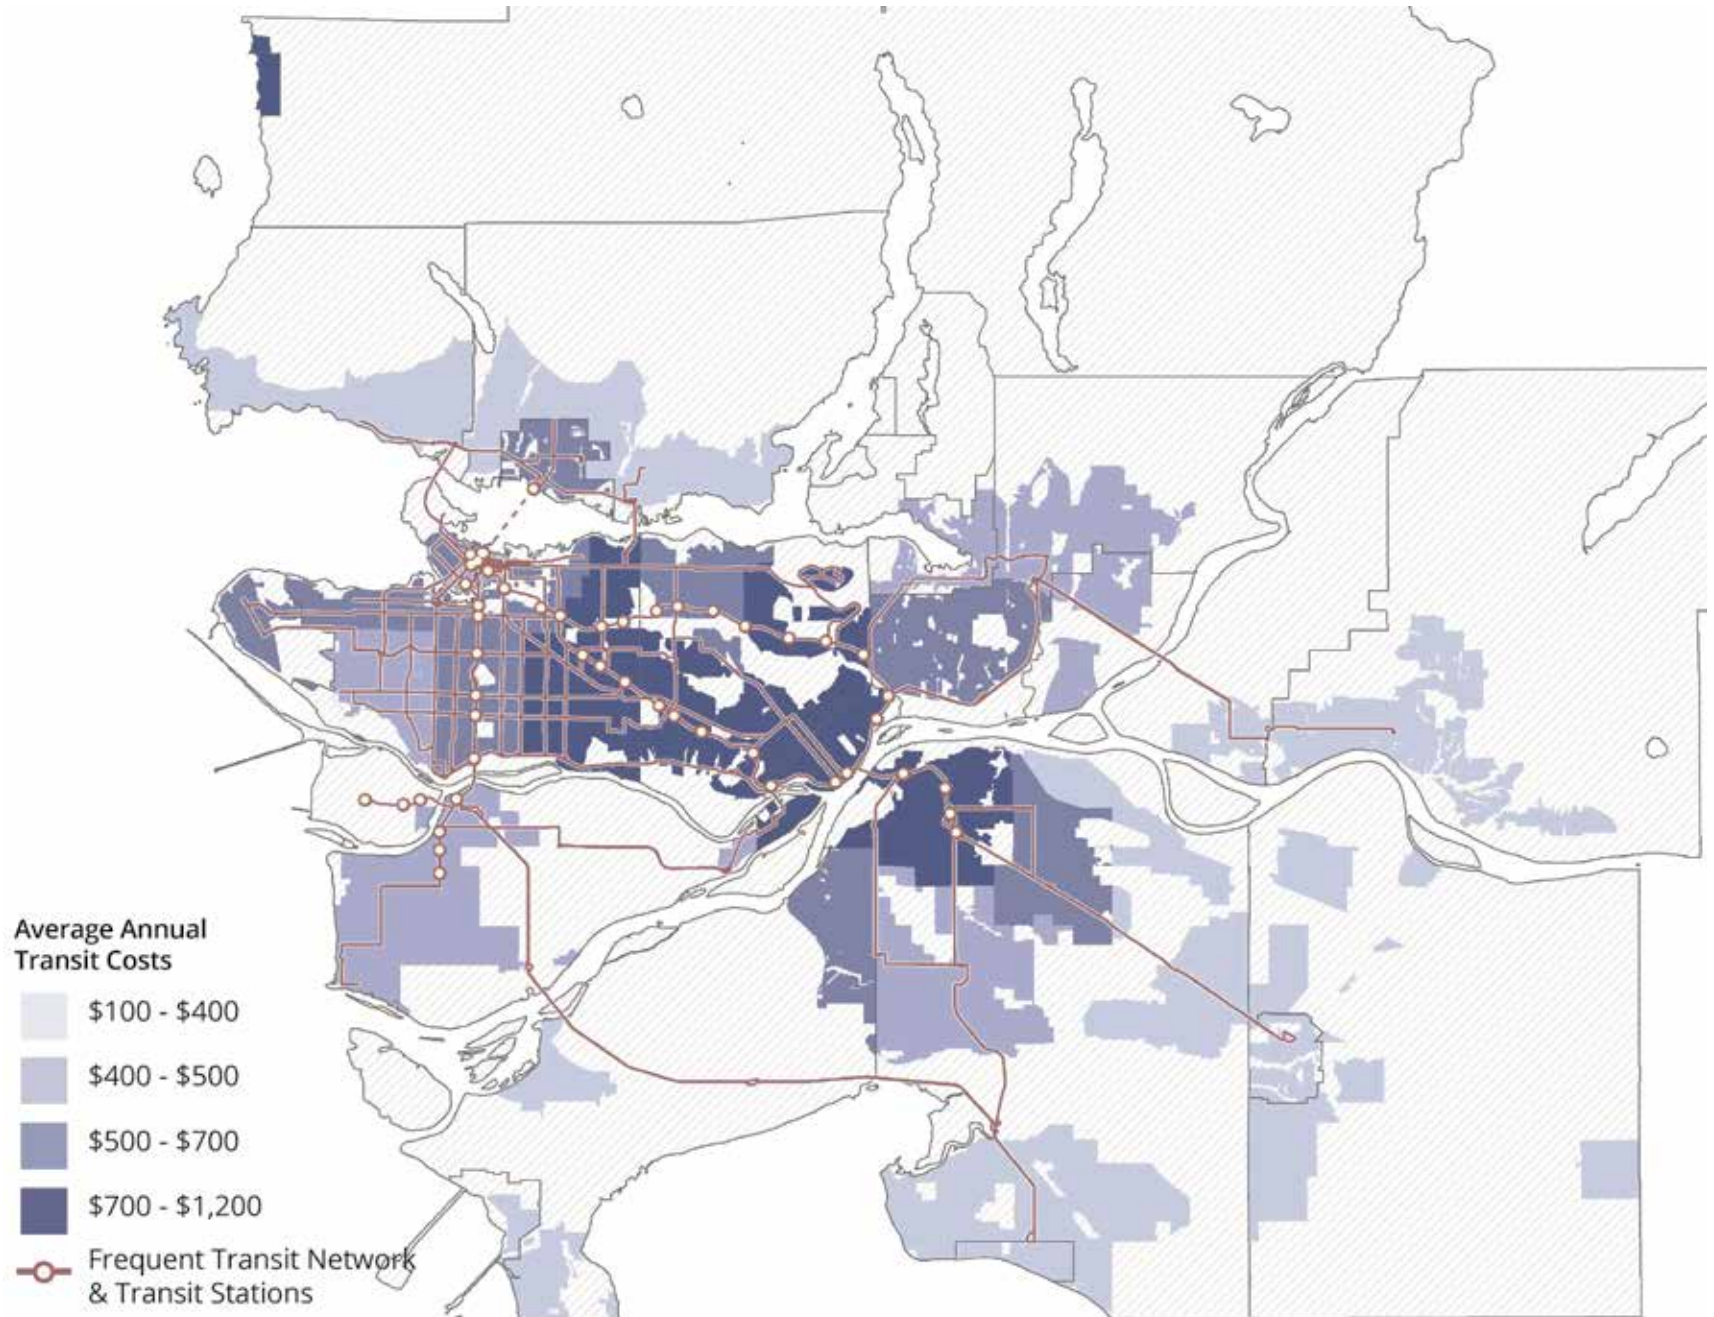 Average Annual
Transit Costs
$100 - $400
$400 - $500
$500 - $700
$700 - $1,200
Frequent Transit Network
& Transit Stations